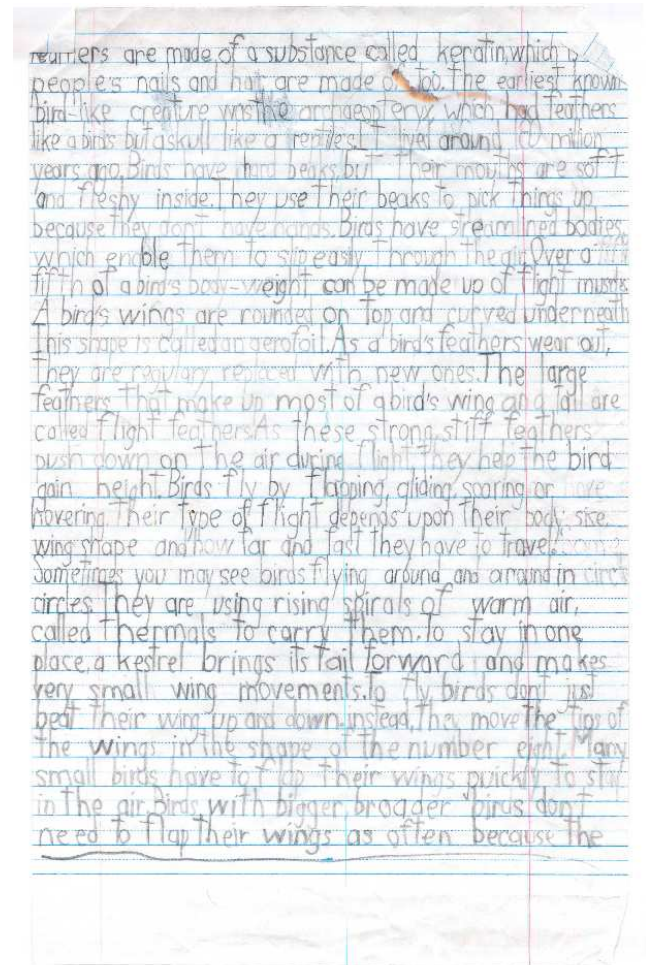 feathers are made of a substance called keratin, which
people's nails and hair are made of too. The earliest known
bird-like creature was the archaeopteryx, which had feathers
like a birds but a skull like a reptile's. It lived around million
years ago. Birds have hard beaks, but their mouths are soft
and fleshy inside. They use their beaks to pick things up
because they don't have hands. Birds have streamlined bodies,
which enable them to slip easily through the air. Over a
fifth of a bird's body-weight can be made up of flight muscles.
A bird's wings are rounded on top and curved underneath
This shape is called an aerofoil. As a bird's feathers wear out,
they are regulary replaced with new ones. The large
feathers that make up most of a bird's wing and tail are
called flight feathers. As these strong, stiff feathers
push down on the air during flight they help the bird
gain height. Birds fly by flapping, gliding, soaring or
hovering. Their type of flight depends upon their body size,
wing shape and how far and fast they have to travel.
Sometimes you may see birds flying around and around in circl
circles. They are using rising spirals of warm air,
called thermals to carry them. To stay in one
place, a kestrel brings its tail forward and makes
very small wing movements. To fly, birds don't just
beat their wing up and down-instead, they move the tips of
the wings in the shape of the number eight. Many
small birds have to flap their wings quickly to stay
in the air. Birds with bigger, broader birds don't
need to flap their wings as often because the